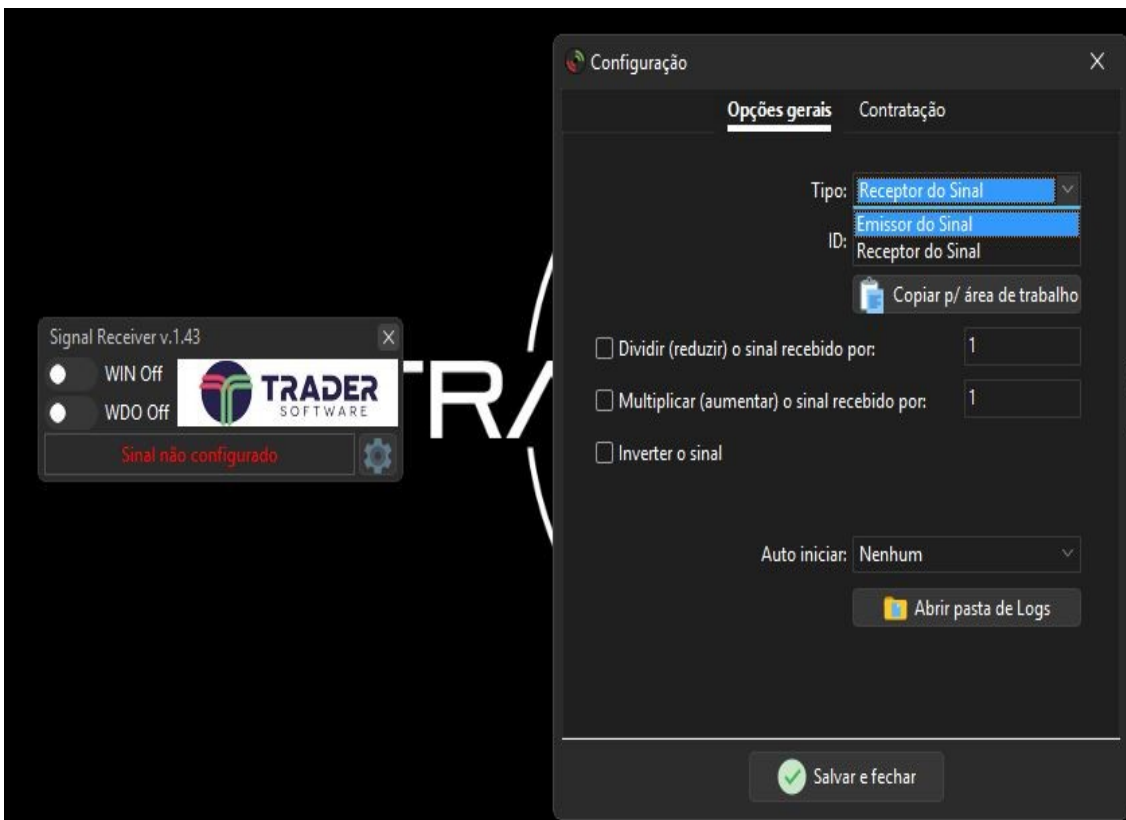 Configuração
Opções gerais Contratação
Tipo: Receptor do Sinal
Emissor do Sinal
ID:
Receptor do Sinal
Copiar p/ área de trabalho
Dividir (reduzir) o sinal recebido por: 1
Multiplicar (aumentar) o sinal recebido por: 1
Inverter o sinal
Auto iniciar: Nenhum
Abrir pasta de Logs
Salvar e fechar
Signal Receiver v.1.43
WIN Off
WDO Off
TRADER
SOFTWARE
Sinal não configurado
TRA